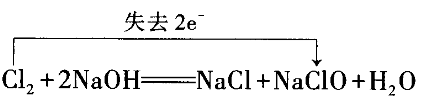 失去 2e⁻
Cl₂+2NaOH══NaCl+NaClO+H₂O